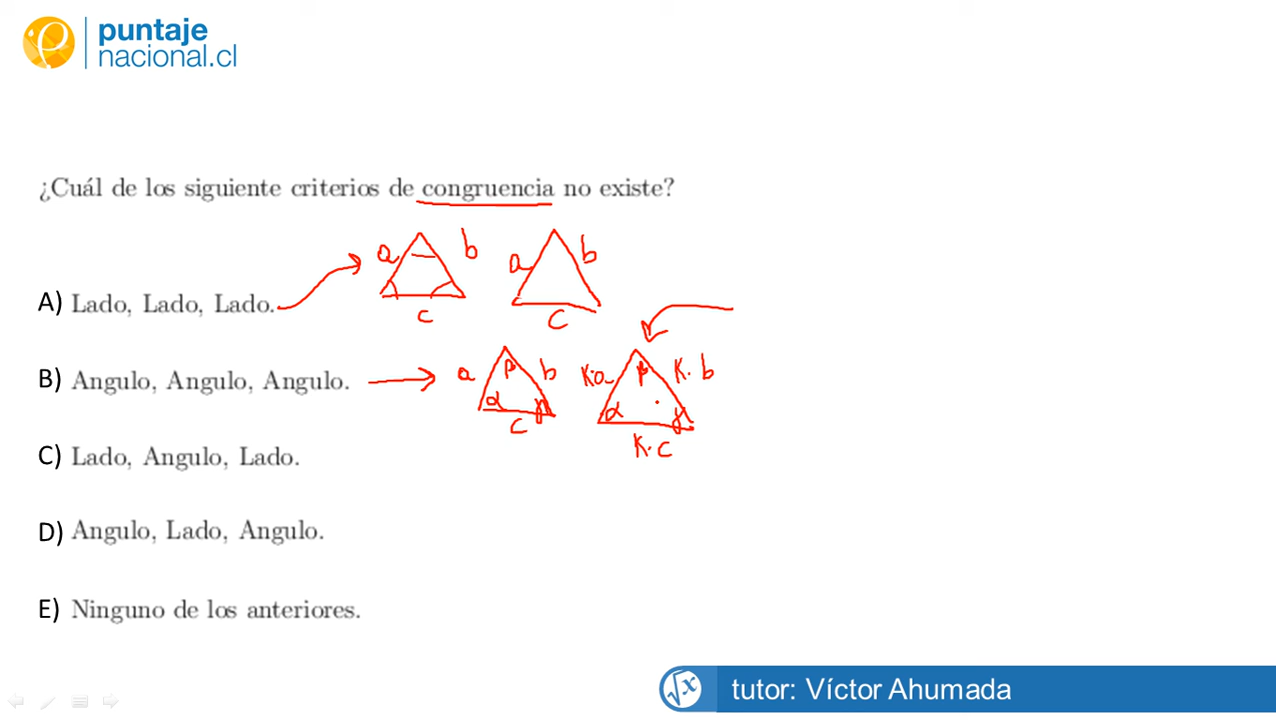 puntaje
nacional.cl
¿Cuál de los siguiente criterios de congruencia no existe?
a b a b
A) Lado, Lado, Lado.
c c
B) Angulo, Angulo, Angulo.
a β b K·a β K·b
α γ α γ
c K·c
C) Lado, Angulo, Lado.
D) Angulo, Lado, Angulo.
E) Ninguno de los anteriores.
√x tutor: Víctor Ahumada